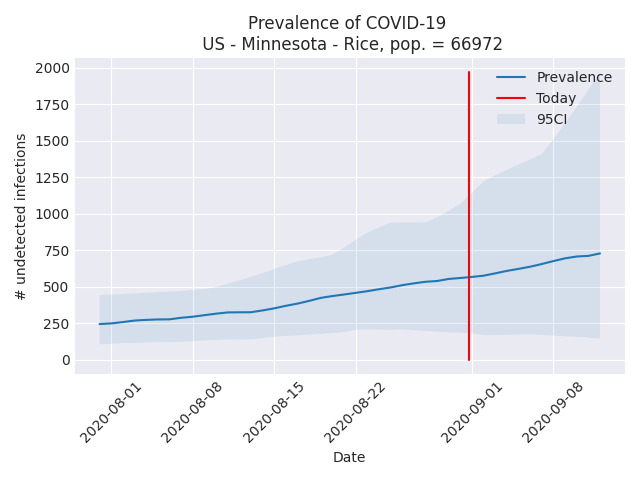 Prevalence of COVID-19
US - Minnesota - Rice, pop. = 66972
2000
1750
1500
1250
1000
750
500
250
0
# undetected infections
Prevalence
Today
95CI
2020-08-01
2020-08-08
2020-08-15
2020-08-22
2020-09-01
2020-09-08
Date